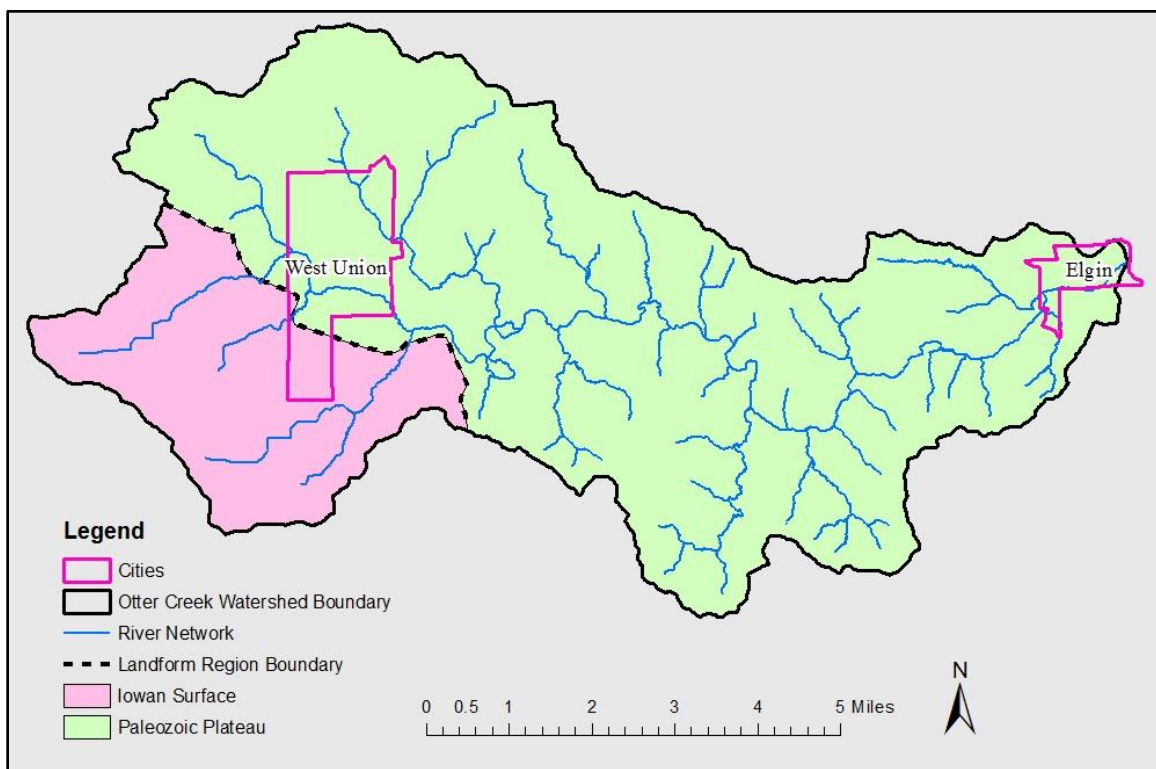 West Union
Elgin
Legend
Cities
Otter Creek Watershed Boundary
River Network
Landform Region Boundary
Iowan Surface
Paleozoic Plateau
0 0.5 1 2 3 4 5 Miles
N